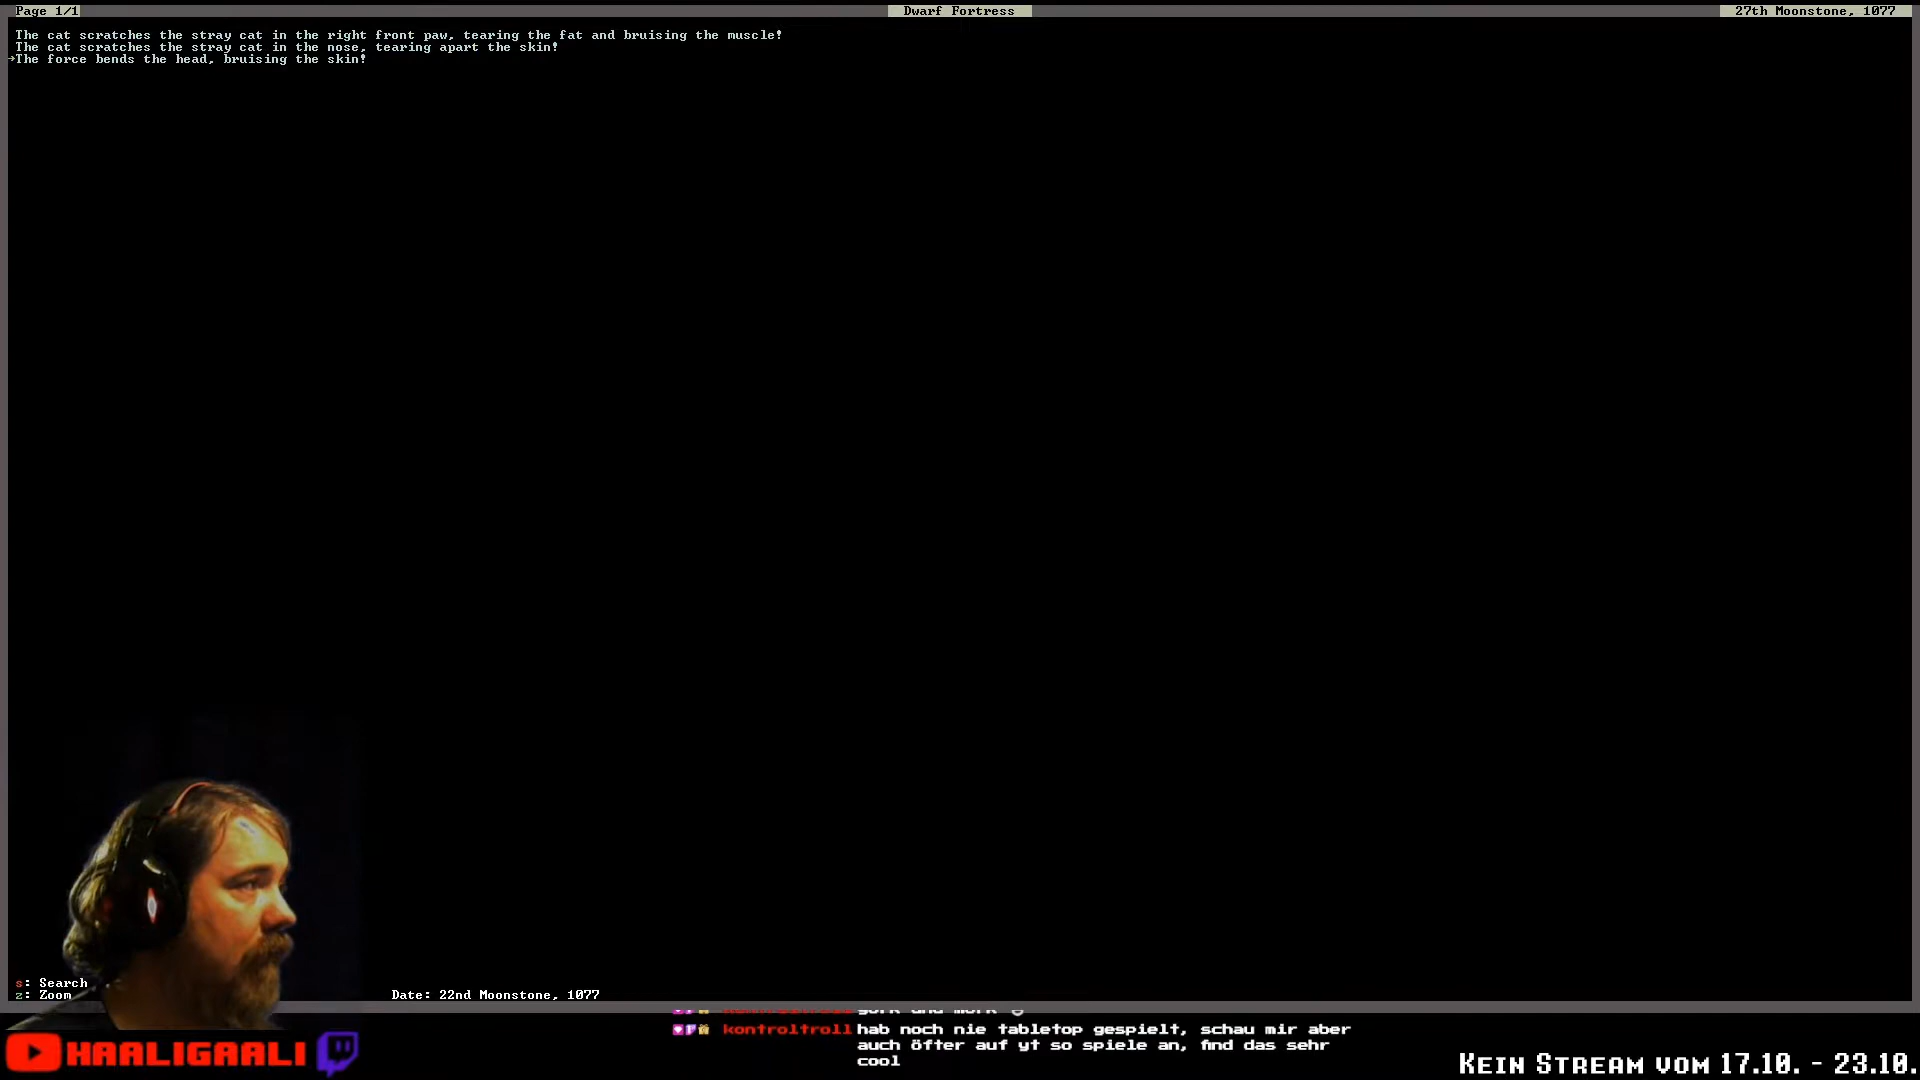 Page 1/1
Dwarf Fortress
27th Moonstone, 1077
The cat scratches the stray cat in the right front paw, tearing the fat and bruising the muscle!
The cat scratches the stray cat in the nose, tearing apart the skin!
→The force bends the head, bruising the skin!
s: Search
z: Zoom
Date: 22nd Moonstone, 1077
kontroltroll hab noch nie tabletop gespielt, schau mir aber
auch öfter auf yt so spiele an, find das sehr
cool
HAALIGAALI
KEIN STREAM VOM 17.10. - 23.10.